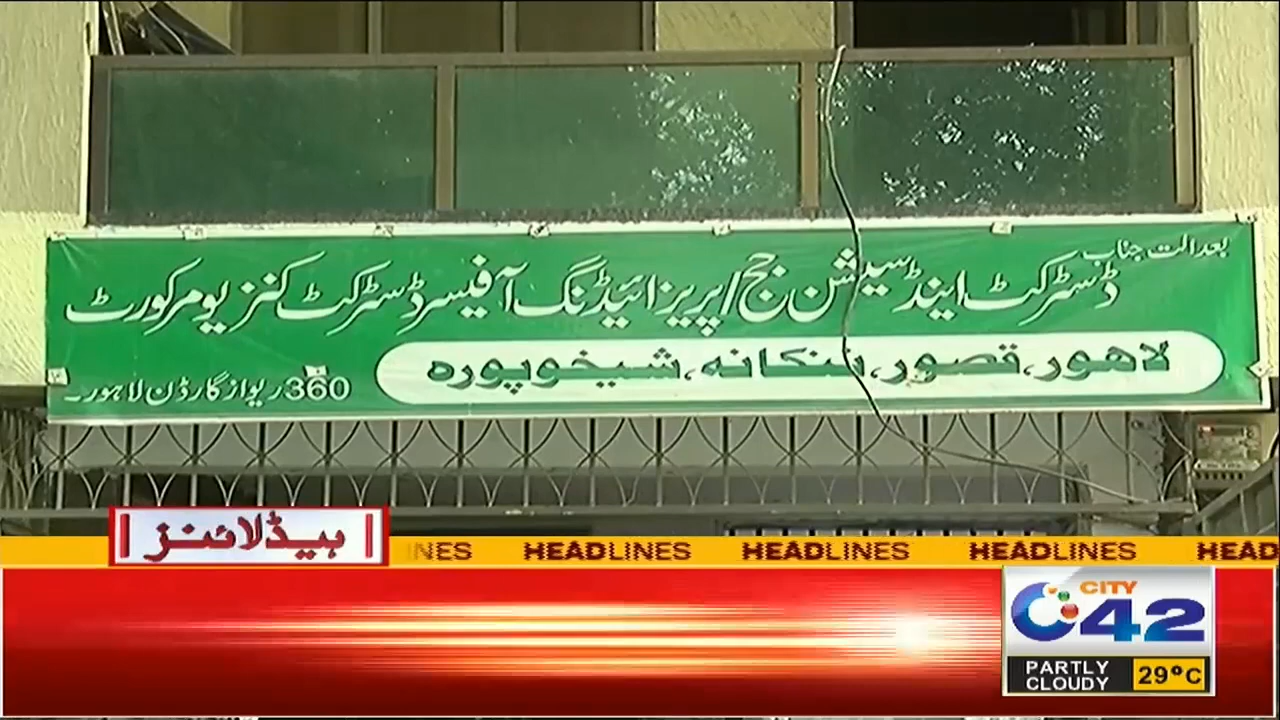 بعدالت جناب
ڈسٹرکٹ اینڈ سیشن جج / پریزائیڈنگ آفیسر ڈسٹرکٹ کنزیومر کورٹ
لاہور، قصور، ننکانہ، شیخوپورہ
360 ریواز گارڈن لاہور۔
ہیڈلائنز
INES HEADLINES HEADLINES HEADLINES HEAD
CITY
42
PARTLY CLOUDY 29°C